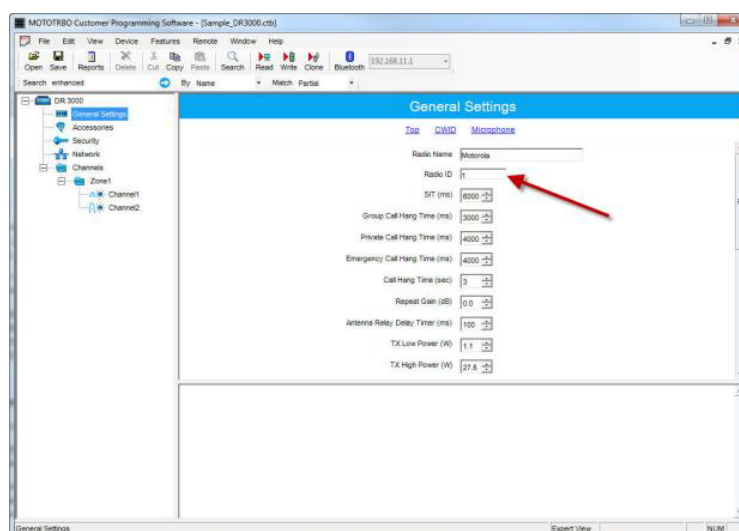 MOTOTRBO Customer Programming Software - [Sample_DR3000.ctb]
File Edit View Device Features Remote Window Help
Open Save Reports Delete Cut Copy Paste Search Read Write Clone Bluetooth 192.168.11.1
Search enhanced By Name Match Partial
DR 3000
General Settings
Accessories
Security
Network
Channels
Zone1
Channel1
Channel2
General Settings
Top CWID Microphone
Radio Name Motorola
Radio ID 1
SIT (ms) 6000
Group Call Hang Time (ms) 3000
Private Call Hang Time (ms) 4000
Emergency Call Hang Time (ms) 4000
Call Hang Time (sec) 3
Repeat Gain (dB) 0.0
Antenna Relay Delay Timer (ms) 100
TX Low Power (W) 1.1
TX High Power (W) 27.5
General Settings Expert View NUM